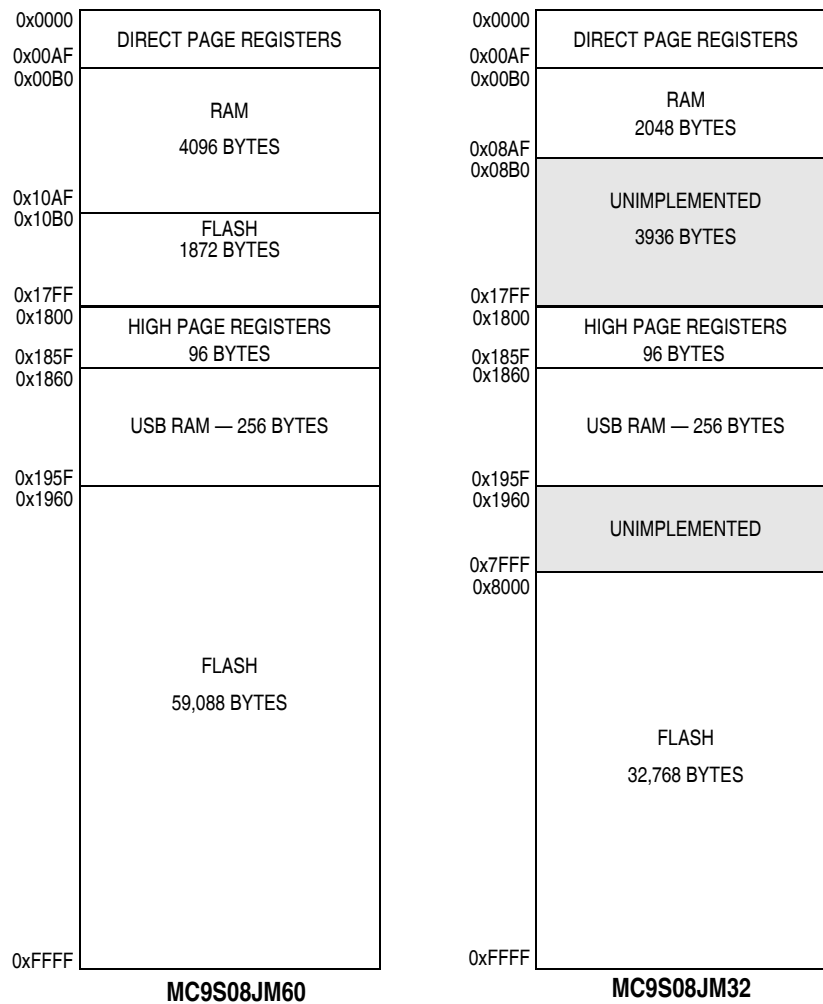 0x0000
DIRECT PAGE REGISTERS
0x00AF
0x00B0
RAM
4096 BYTES
0x10AF
0x10B0
FLASH
1872 BYTES
0x17FF
0x1800
HIGH PAGE REGISTERS
96 BYTES
0x185F
0x1860
USB RAM — 256 BYTES
0x195F
0x1960
FLASH
59,088 BYTES
0xFFFF
MC9S08JM60
0x0000
DIRECT PAGE REGISTERS
0x00AF
0x00B0
RAM
2048 BYTES
0x08AF
0x08B0
UNIMPLEMENTED
3936 BYTES
0x17FF
0x1800
HIGH PAGE REGISTERS
96 BYTES
0x185F
0x1860
USB RAM — 256 BYTES
0x195F
0x1960
UNIMPLEMENTED
0x7FFF
0x8000
FLASH
32,768 BYTES
0xFFFF
MC9S08JM32